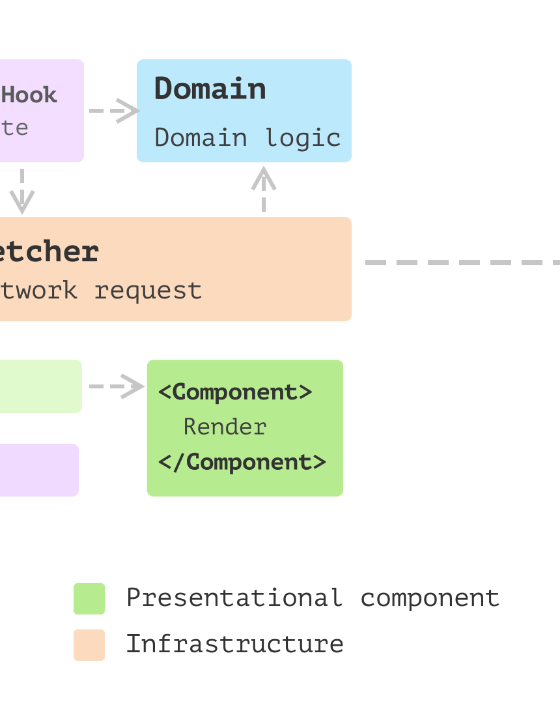 Hook
te
Domain
Domain logic
etcher
twork request
<Component>
Render
</Component>
Presentational component
Infrastructure